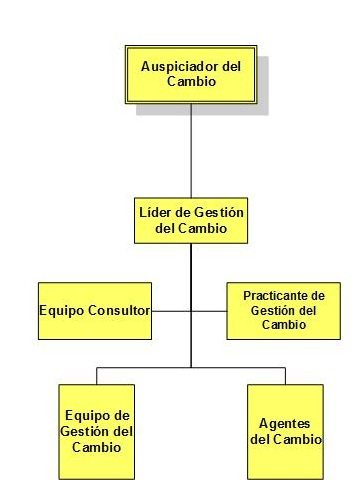 Auspiciador del
Cambio
Líder de Gestión
del Cambio
Equipo Consultor
Practicante de
Gestión del
Cambio
Equipo de
Gestión del
Cambio
Agentes
del Cambio